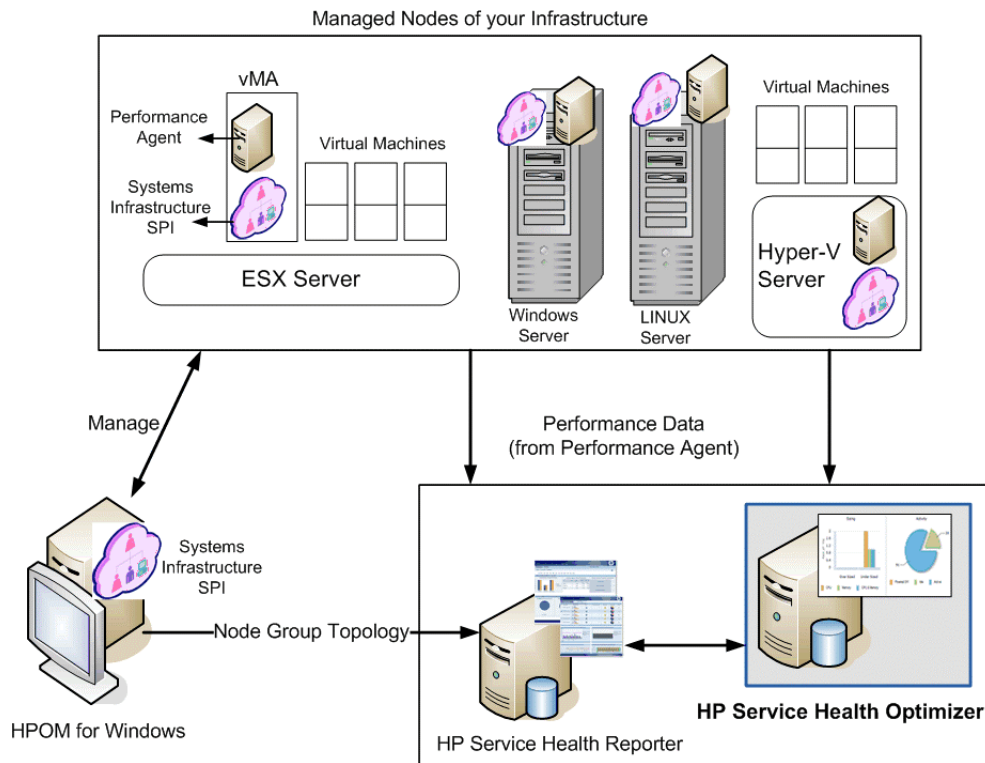 Managed Nodes of your Infrastructure
vMA
Performance
Agent
Systems
Infrastructure
SPI
Virtual Machines
ESX Server
Windows
Server
LINUX
Server
Virtual Machines
Hyper-V
Server
Manage
Performance Data
(from Performance Agent)
Systems
Infrastructure
SPI
HPOM for Windows
Node Group Topology
HP Service Health Reporter
HP Service Health Optimizer